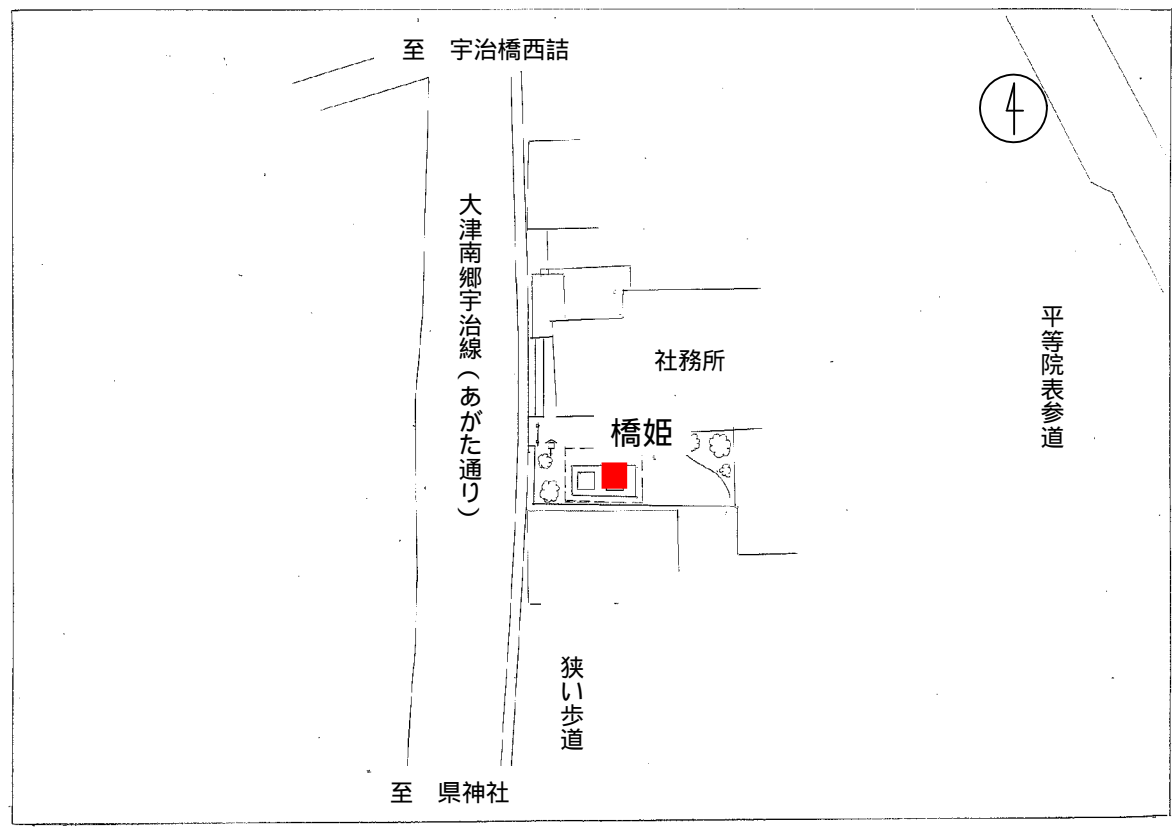 至　宇治橋西詰
大津南郷宇治線（あがた通り）
平等院表参道
社務所
橋姫
狭い歩道
至　県神社